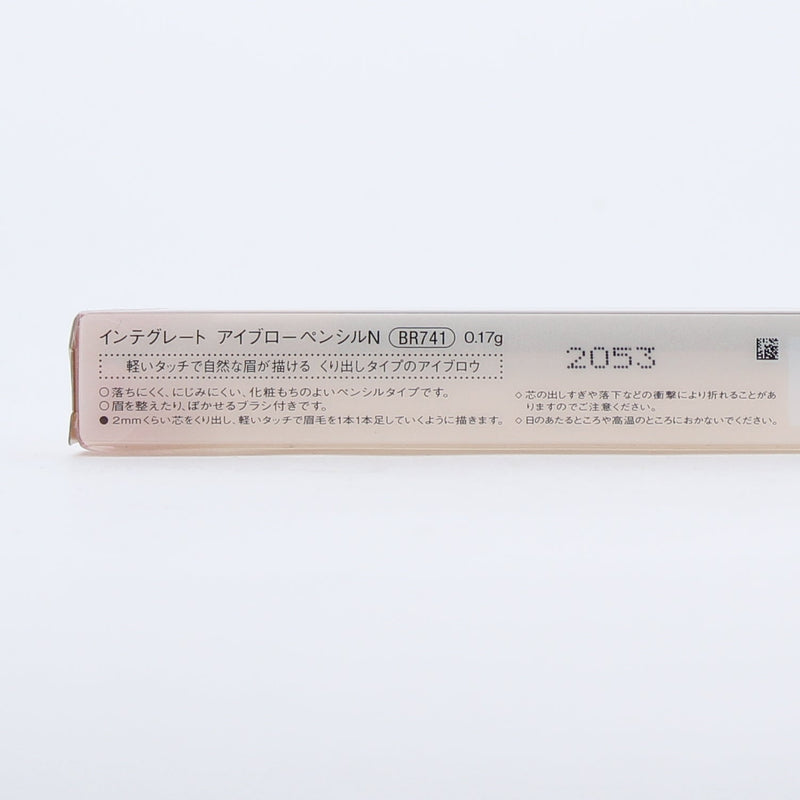 インテグレート アイブローペンシルN BR741 0.17g
軽いタッチで自然な眉が描ける くり出しタイプのアイブロウ
○落ちにくく、にじみにくい、化粧もちのよいペンシルタイプです。
○眉を整えたり、ぼかせるブラシ付きです。
●2mmくらい芯をくり出し、軽いタッチで眉毛を1本1本足していくように描きます。
2053
◇芯の出しすぎや落下などの衝撃により折れることがあ
りますのでご注意ください。
◇日のあたるところや高温のところにおかないでください。